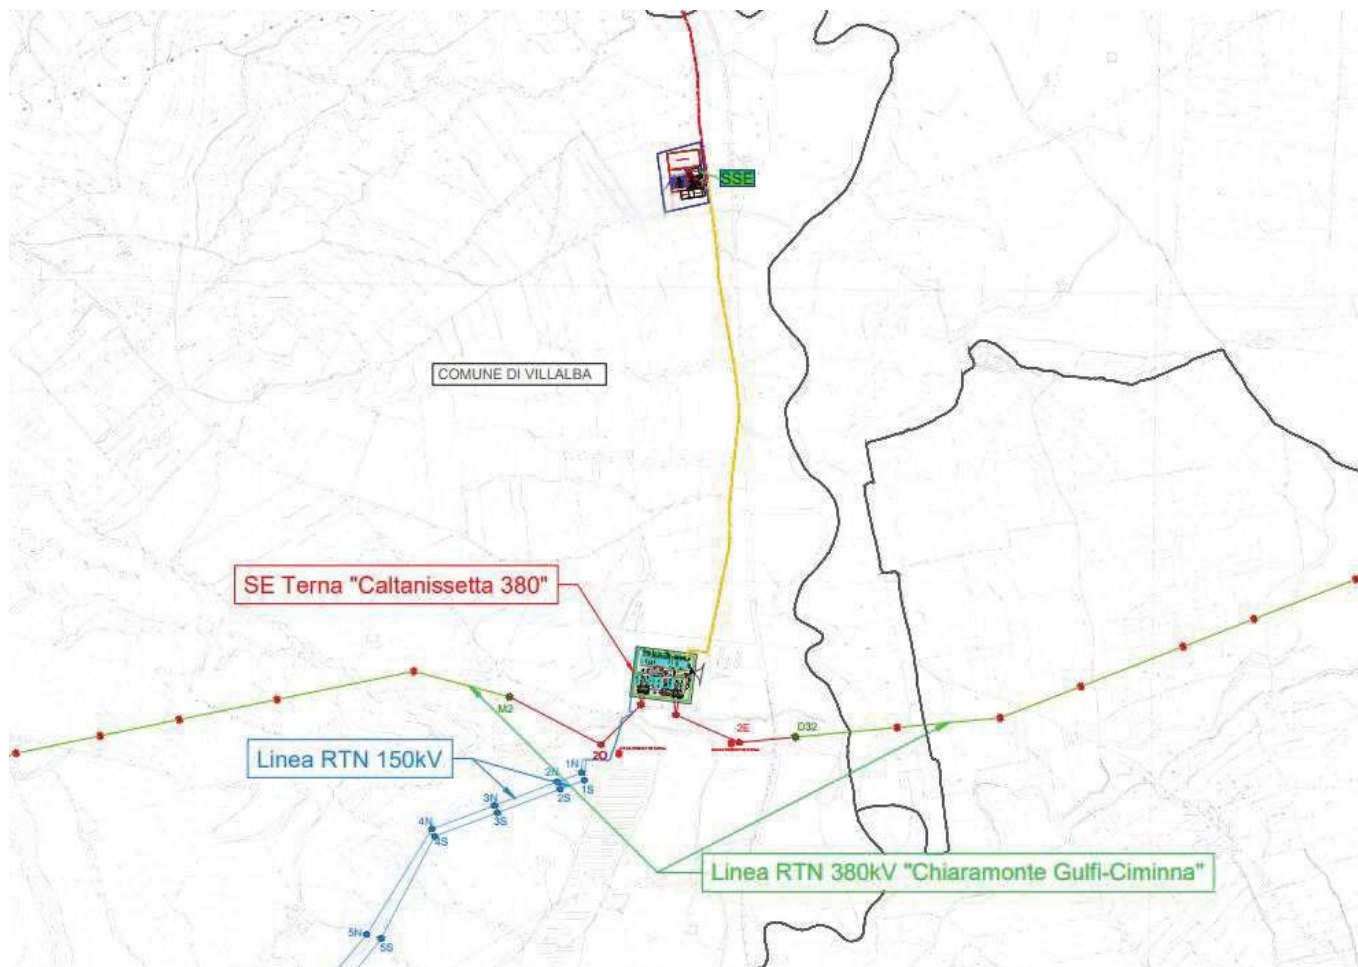 SSE
COMUNE DI VILLALBA
SE Terna "Caltanissetta 380"
M2
2E
D32
2O
Linea RTN 150kV
1N
2N
1S
2S
3N
3S
4N
4S
Linea RTN 380kV "Chiaramonte Gulfi-Ciminna"
5N
5S